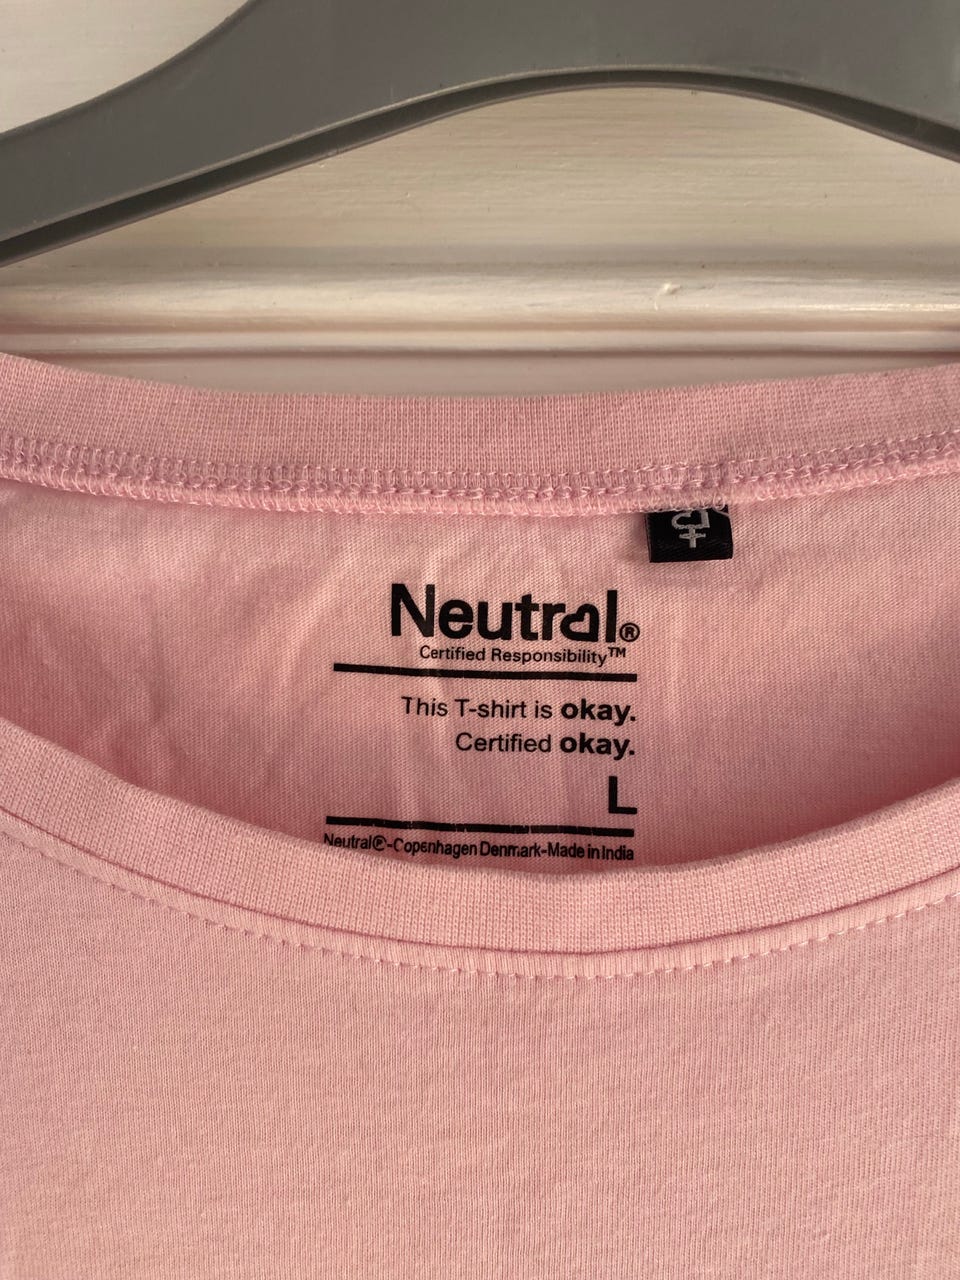 Neutral®
Certified Responsibility™
This T-shirt is okay.
Certified okay.
L
Neutral®-Copenhagen Denmark-Made in India